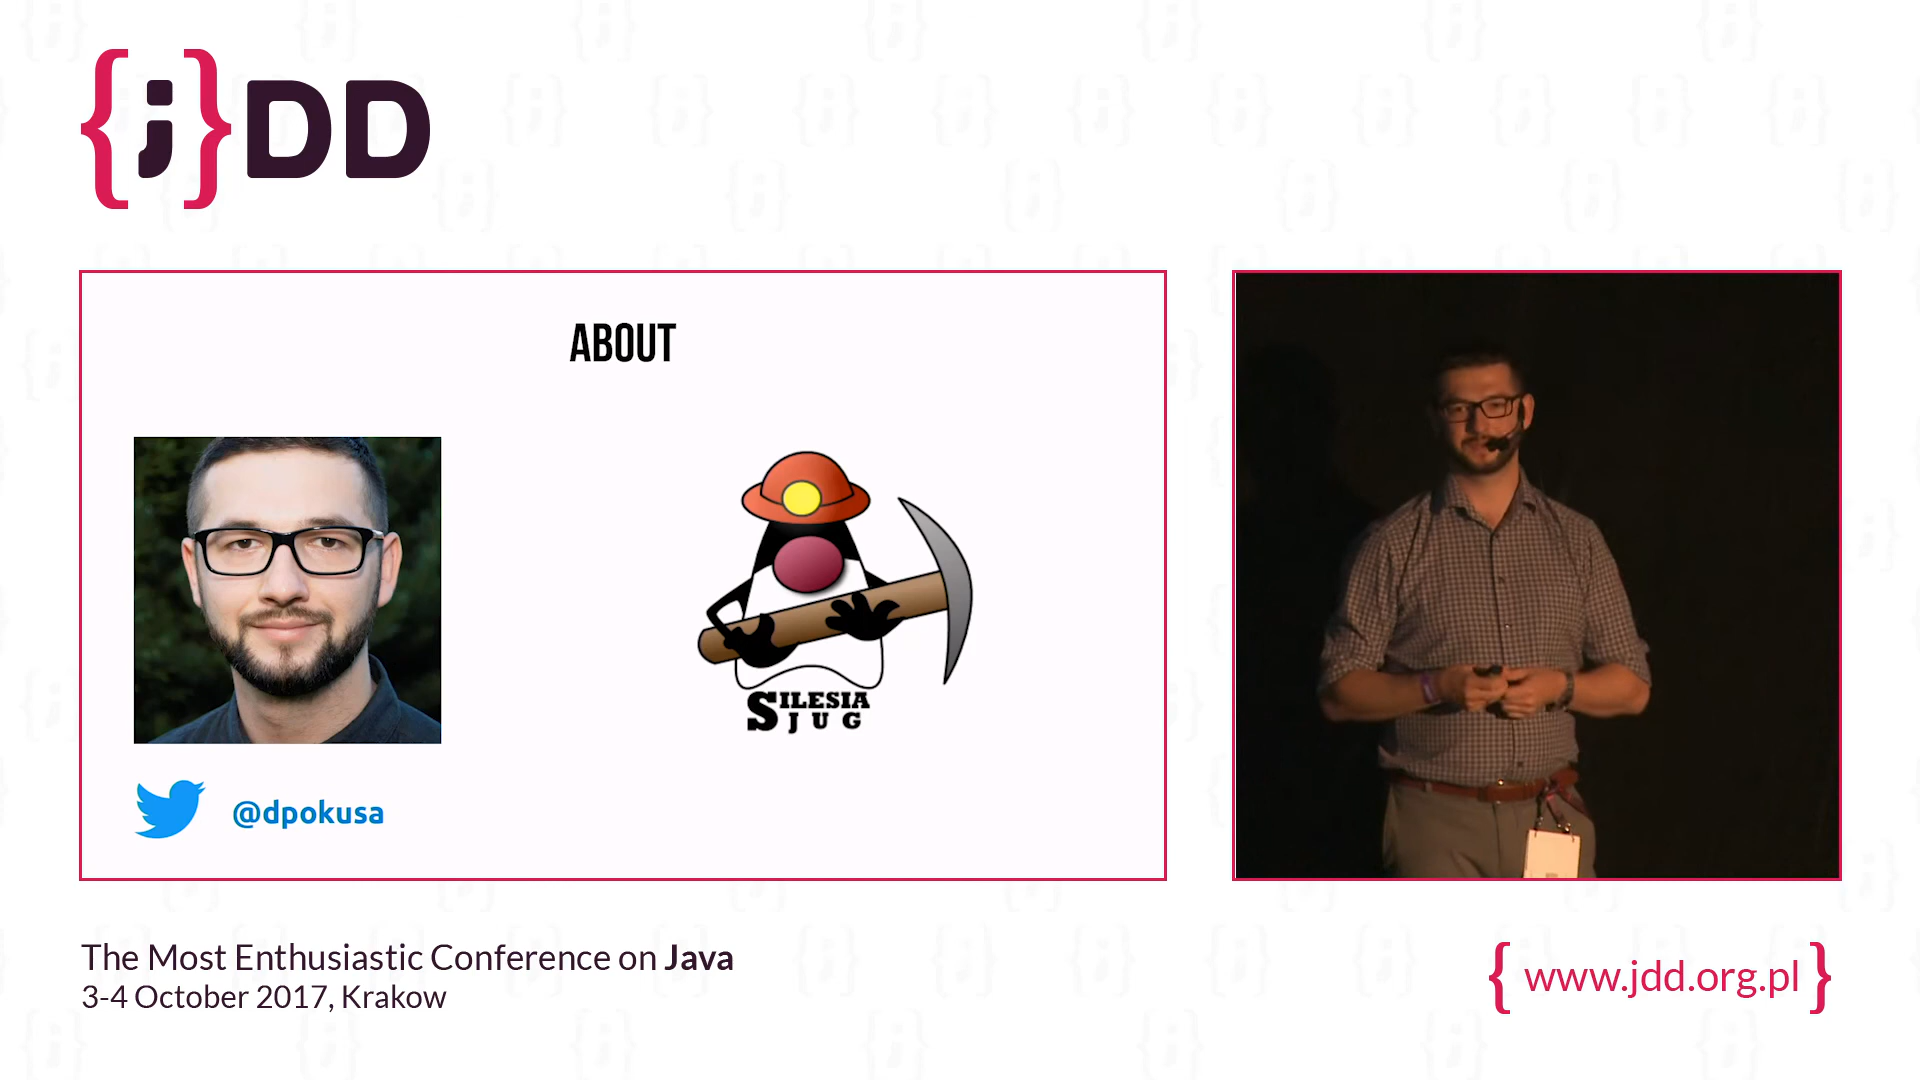 {;}DD
ABOUT
SILESIA
JUG
@dpokusa
The Most Enthusiastic Conference on Java
3-4 October 2017, Krakow
{ www.jdd.org.pl }